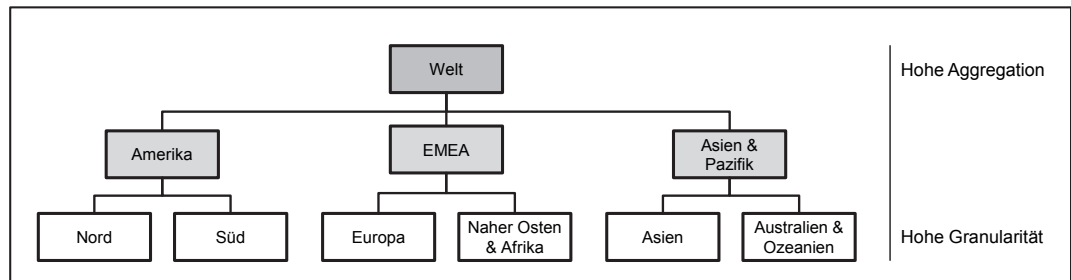 Welt
Hohe Aggregation
Amerika
EMEA
Asien &
Pazifik
Nord
Süd
Europa
Naher Osten
& Afrika
Asien
Australien &
Ozeanien
Hohe Granularität